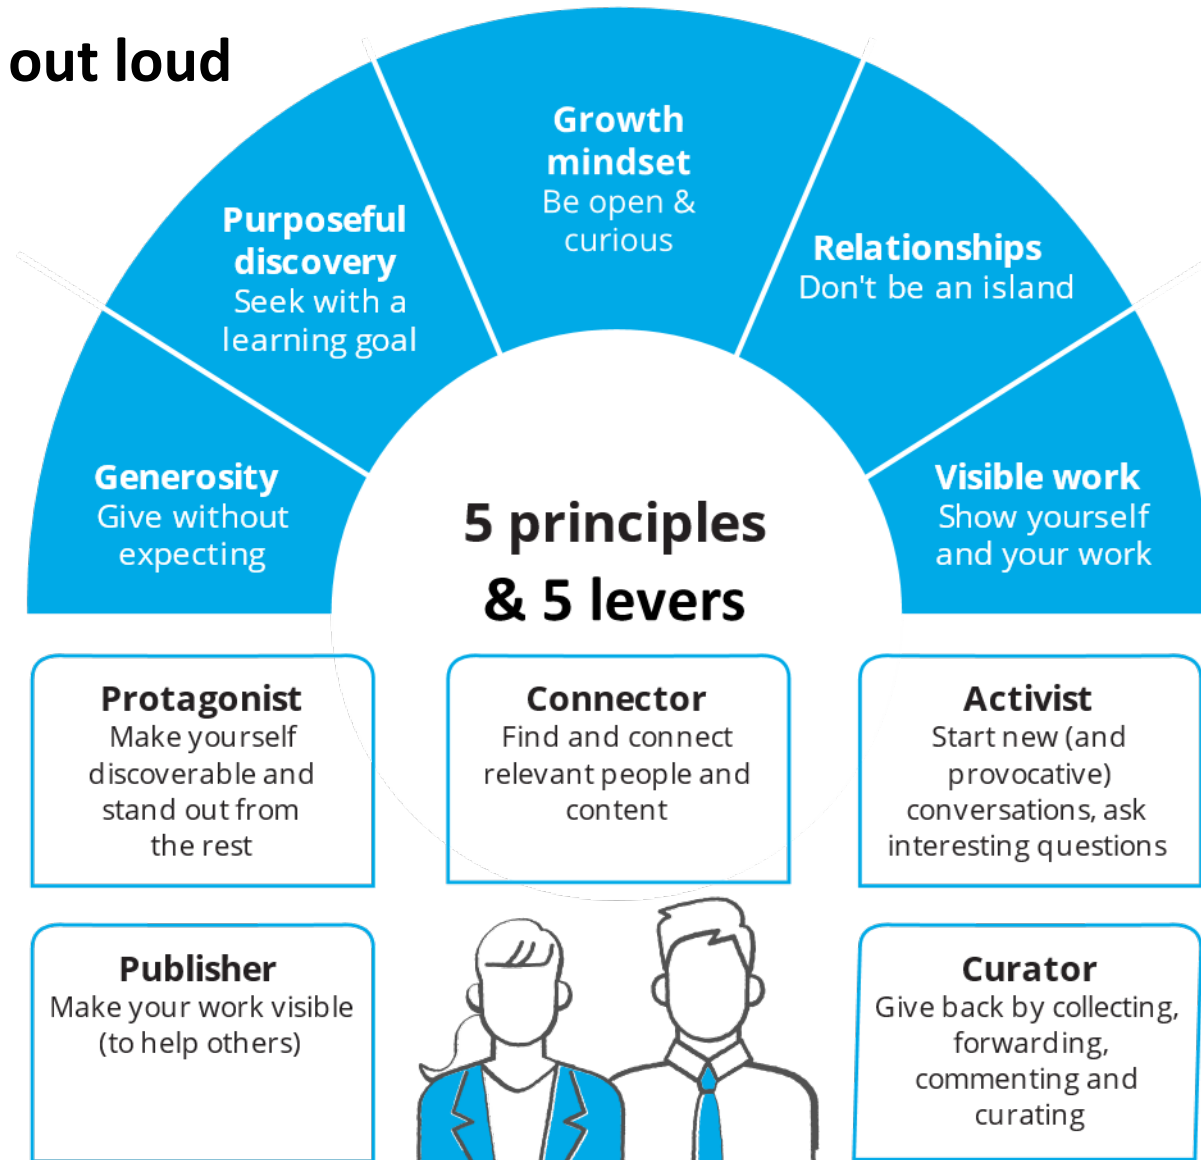 out loud
Growth
mindset
Be open &
curious
Purposeful
discovery
Seek with a
learning goal
Relationships
Don't be an island
Generosity
Give without
expecting
Visible work
Show yourself
and your work
5 principles
& 5 levers
Protagonist
Make yourself
discoverable and
stand out from
the rest
Connector
Find and connect
relevant people and
content
Activist
Start new (and
provocative)
conversations, ask
interesting questions
Publisher
Make your work visible
(to help others)
Curator
Give back by collecting,
forwarding,
commenting and
curating